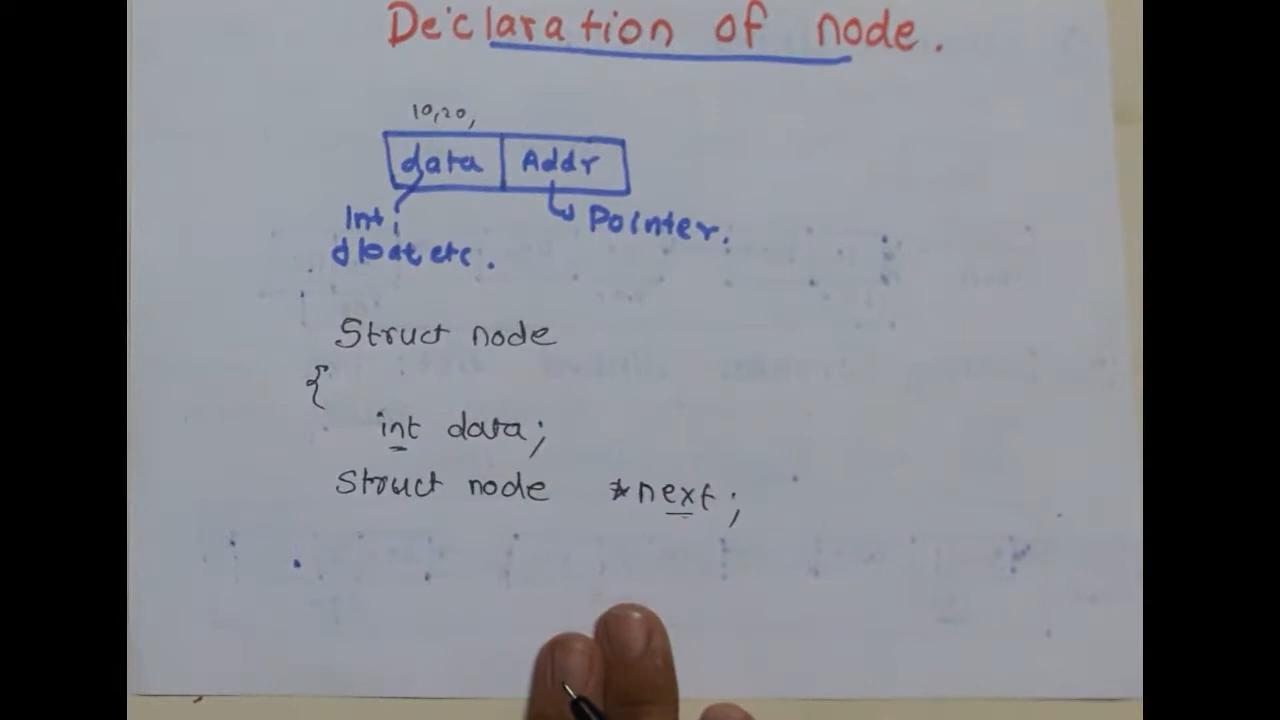 Declaration of node.
10,20,
data Addr
Int, Pointer.
float etc.
Struct node
{
int data;
Struct node *next;